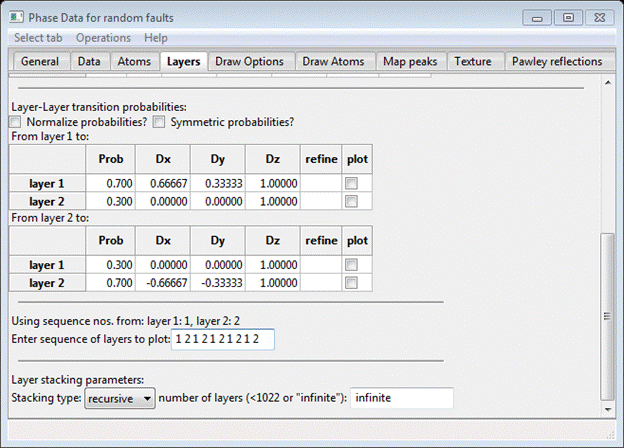 Phase Data for random faults
Select tab Operations Help
General Data Atoms Layers Draw Options Draw Atoms Map peaks Texture Pawley reflections
Layer-Layer transition probabilities:
Normalize probabilities? Symmetric probabilities?
From layer 1 to:
Prob Dx Dy Dz refine plot
layer 1 0.700 0.66667 0.33333 1.00000
layer 2 0.300 0.00000 0.00000 1.00000
From layer 2 to:
Prob Dx Dy Dz refine plot
layer 1 0.300 0.00000 0.00000 1.00000
layer 2 0.700 -0.66667 -0.33333 1.00000
Using sequence nos. from: layer 1: 1, layer 2: 2
Enter sequence of layers to plot: 1 2 1 2 1 2 1 2 1 2
Layer stacking parameters:
Stacking type: recursive number of layers (<1022 or "infinite"): infinite